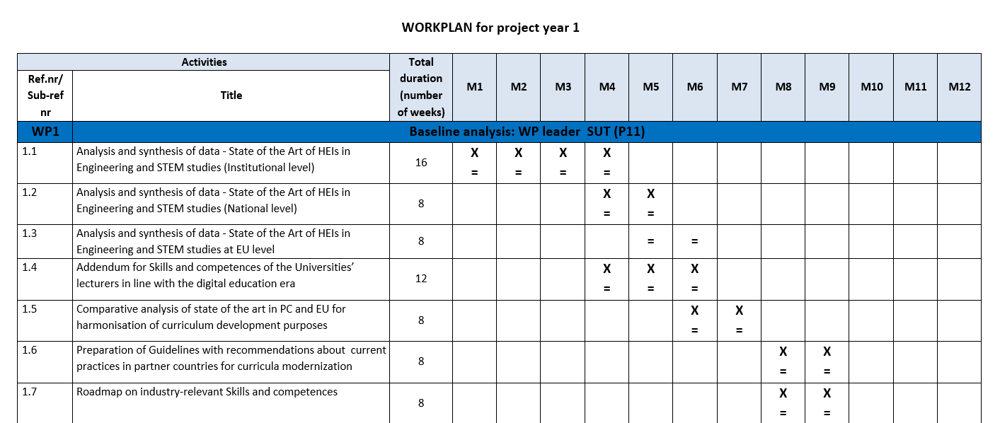 WORKPLAN for project year 1
Activities
Total duration (number of weeks)
M1 M2 M3 M4 M5 M6 M7 M8 M9 M10 M11 M12
Ref.nr/ Sub-ref nr
Title
WP1 Baseline analysis: WP leader  SUT (P11)
1.1 Analysis and synthesis of data - State of the Art of HEIs in
Engineering and STEM studies (Institutional level)
16
X X X X
= = = =
1.2 Analysis and synthesis of data - State of the Art of HEIs in
Engineering and STEM studies (National level)
8
X X
= =
1.3 Analysis and synthesis of data - State of the Art of HEIs in
Engineering and STEM studies at EU level
8
= =
1.4 Addendum for Skills and competences of the Universities’
lecturers in line with the digital education era
12
X X X
= = =
1.5 Comparative analysis of state of the art in PC and EU for
harmonisation of curriculum development purposes
8
X X
= =
1.6 Preparation of Guidelines with recommendations about  current
practices in partner countries for curricula modernization
8
X X
= =
1.7 Roadmap on industry-relevant Skills and competences
8
X X
= =